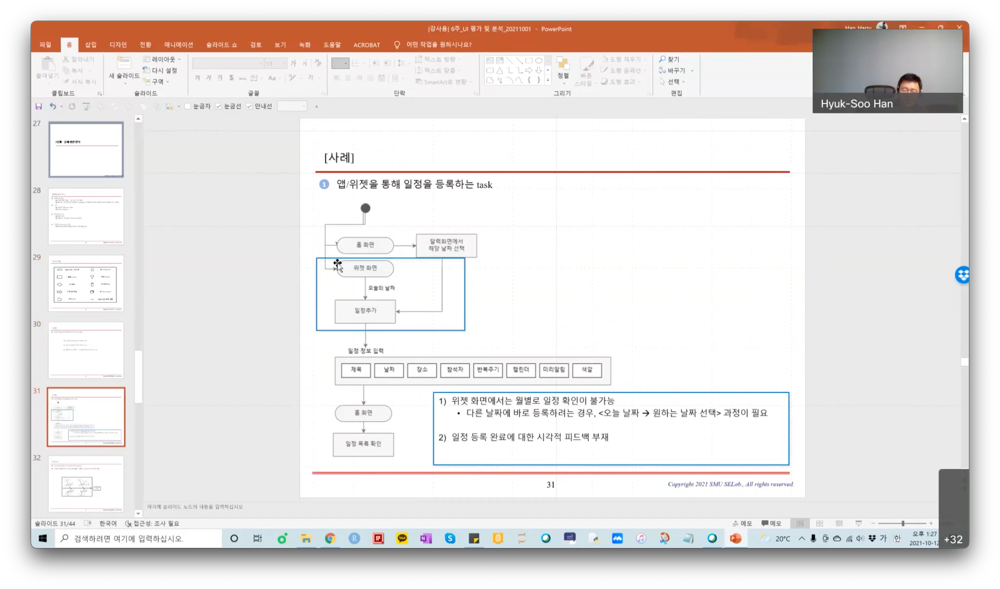 [강사용] 6주_UI 평가 및 분석_20211001 - PowerPoint
Han Harry
파일 홈 삽입 디자인 전환 애니메이션 슬라이드 쇼 검토 보기 녹화 도움말 ACROBAT 어떤 작업을 원하시나요?
붙여넣기
잘라내기
복사
서식 복사
클립보드
새 슬라이드
레이아웃
다시 설정
구역
슬라이드
13
글꼴
텍스트 방향
텍스트 맞춤
SmartArt로 변환
단락
정렬
빠른
스타일
도형 채우기
도형 윤곽선
도형 효과
그리기
찾기
바꾸기
선택
편집
Hyuk-Soo Han
눈금자 눈금선 안내선
27
28
29
30
31
32
[사례]
1 앱/위젯을 통해 일정을 등록하는 task
홈 화면
달력화면에서
해당 날짜 선택
위젯 화면
오늘의 날짜
일정추가
일정 정보 입력
제목 날짜 장소 참석자 반복주기 캘린더 미리알림 색깔
홈 화면
일정 목록 확인
1) 위젯 화면에서는 월별로 일정 확인이 불가능
• 다른 날짜에 바로 등록하려는 경우, <오늘 날짜 → 원하는 날짜 선택> 과정이 필요
2) 일정 등록 완료에 대한 시각적 피드백 부재
31
Copyright 2021 SMU SELab., All rights reserved.
여기에 슬라이드 노트의 내용을 입력하십시오
슬라이드 31/44 한국어 접근성: 조사 필요
메모 메모
검색하려면 여기에 입력하십시오.
20°C
가 한
오후 1:27
2021-10-12
+32